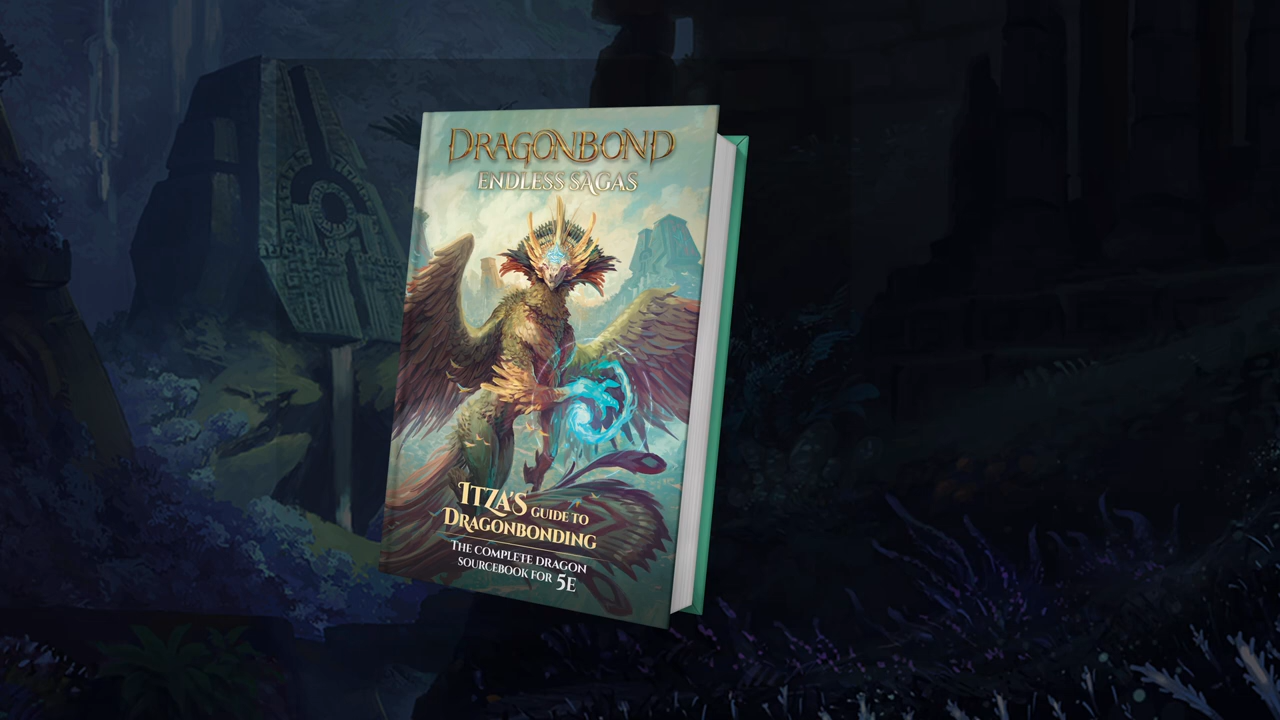 DRAGONBOND
ENDLESS SAGAS
ITZA'S GUIDE TO
DRAGONBONDING
THE COMPLETE DRAGON
SOURCEBOOK FOR 5E